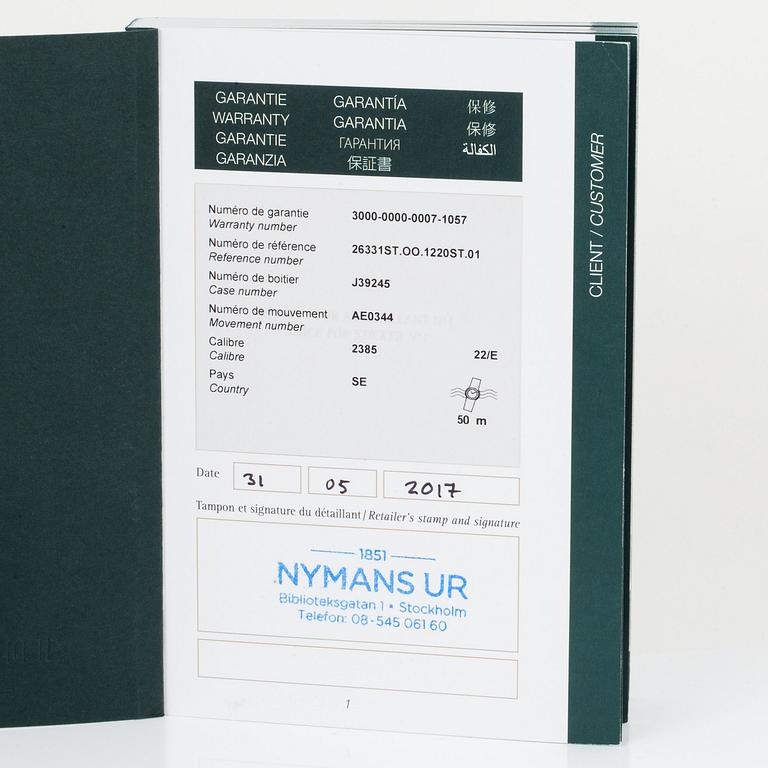 GARANTIE GARANTÍA 保修
WARRANTY GARANTIA 保修
GARANTIE ГАРАНТИЯ الكفالة
GARANZIA 保証書
Numéro de garantie 3000-0000-0007-1057
Warranty number
Numéro de référence 26331ST.OO.1220ST.01
Reference number
Numéro de boitier J39245
Case number
Numéro de mouvement AE0344
Movement number
Calibre 2385 22/E
Calibre
Pays SE
Country
50 m
Date 31 05 2017
Tampon et signature du détaillant / Retailer's stamp and signature
1851
NYMANS UR
Biblioteksgatan 1 • Stockholm
Telefon: 08-545 061 60
1
CLIENT / CUSTOMER